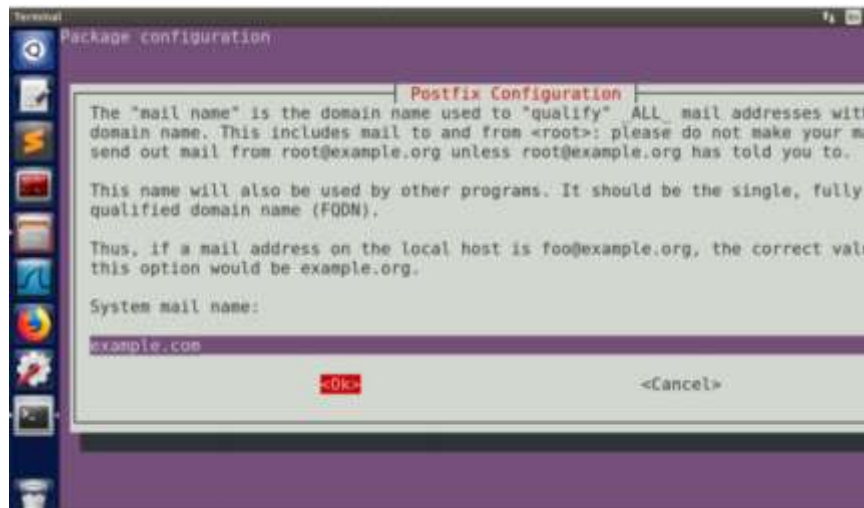 Terminal
Package configuration
Postfix Configuration
The "mail name" is the domain name used to "qualify" _ALL_ mail addresses wit
domain name. This includes mail to and from <root>: please do not make your m
send out mail from root@example.org unless root@example.org has told you to.
This name will also be used by other programs. It should be the single, fully
qualified domain name (FQDN).
Thus, if a mail address on the local host is foo@example.org, the correct val
this option would be example.org.
System mail name:
example.com
<Ok> <Cancel>